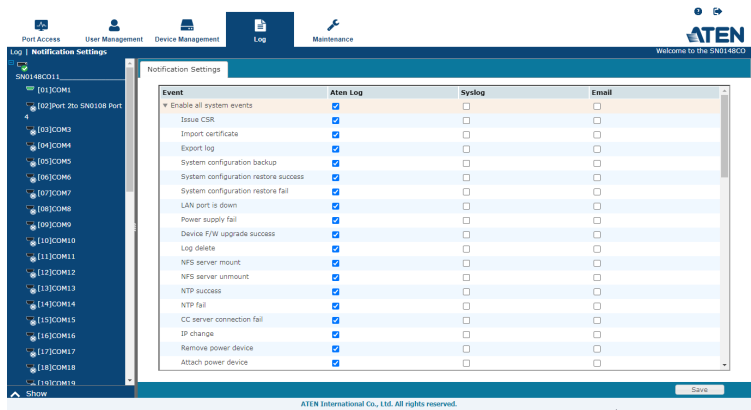 Port Access
User Management
Device Management
Log
Maintenance
ATEN
Log | Notification Settings
Welcome to the SN0148CO
SN0148CO11
[01]COM1
[02]Port 2to SN0108 Port
4
[03]COM3
[04]COM4
[05]COM5
[06]COM6
[07]COM7
[08]COM8
[09]COM9
[10]COM10
[11]COM11
[12]COM12
[13]COM13
[14]COM14
[15]COM15
[16]COM16
[17]COM17
[18]COM18
[19]COM19
Show
Notification Settings
Event Aten Log Syslog Email
Enable all system events
Issue CSR
Import certificate
Export log
System configuration backup
System configuration restore success
System configuration restore fail
LAN port is down
Power supply fail
Device F/W upgrade success
Log delete
NFS server mount
NFS server unmount
NTP success
NTP fail
CC server connection fail
IP change
Remove power device
Attach power device
Save
ATEN International Co., Ltd. All rights reserved.